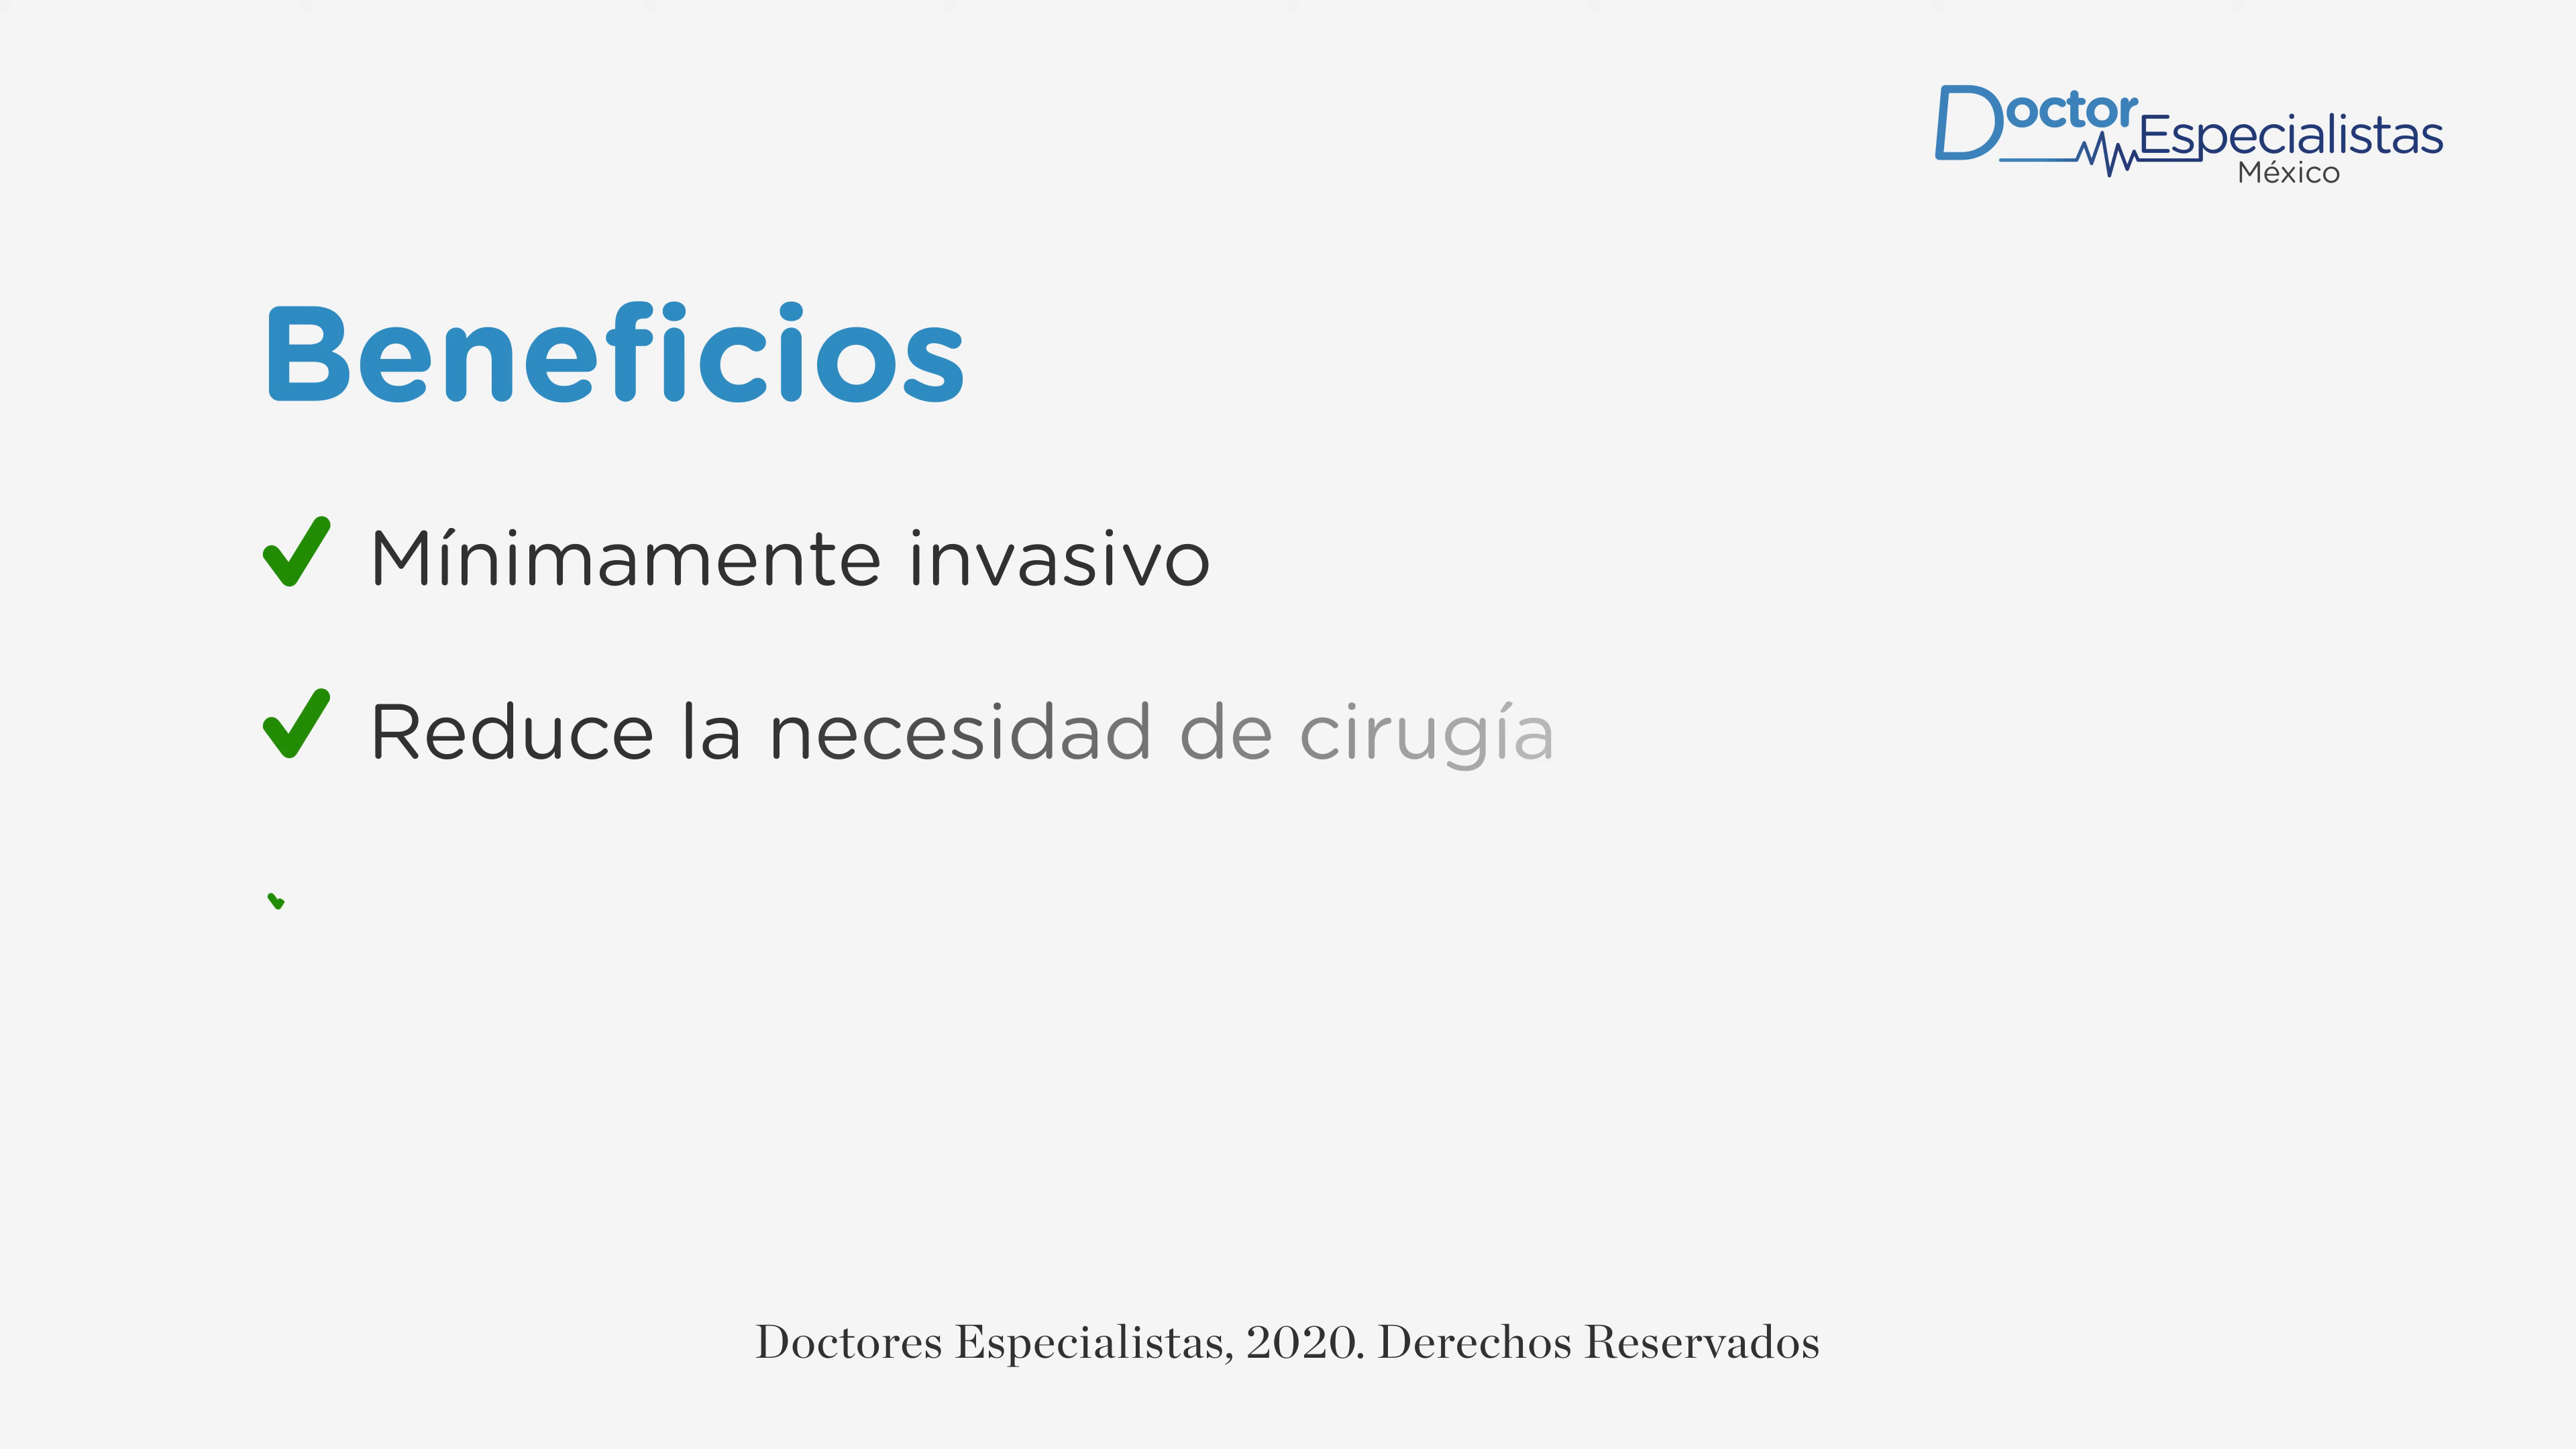 Doctor Especialistas
México
Beneficios
Mínimamente invasivo
Reduce la necesidad de cirugía
Doctores Especialistas, 2020. Derechos Reservados